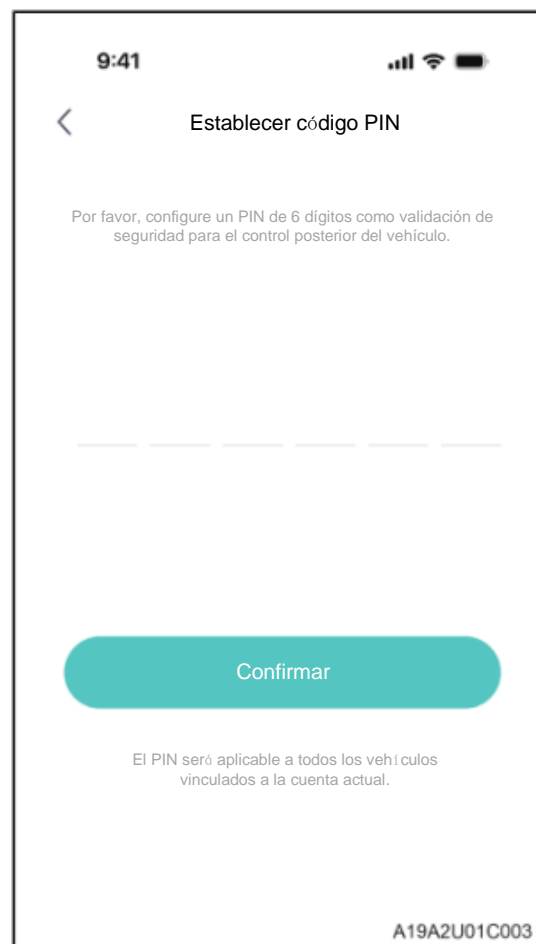 9:41
Establecer código PIN
Por favor, configure un PIN de 6 dígitos como validación de
seguridad para el control posterior del vehículo.
Confirmar
El PIN será aplicable a todos los vehículos
vinculados a la cuenta actual.
A19A2U01C003